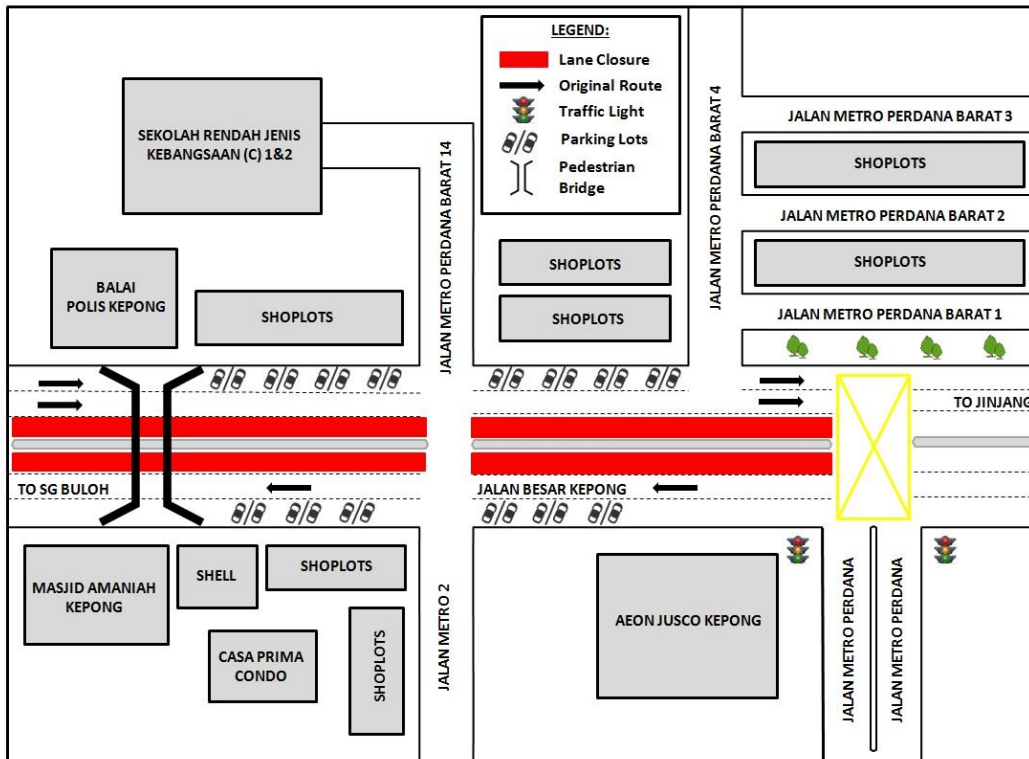 LEGEND:
Lane Closure
Original Route
Traffic Light
Parking Lots
Pedestrian
Bridge
SEKOLAH RENDAH JENIS
KEBANGSAAN (C) 1&2
BALAI
POLIS KEPONG
SHOPLOTS
JALAN METRO PERDANA BARAT 14
SHOPLOTS
SHOPLOTS
JALAN METRO PERDANA BARAT 4
JALAN METRO PERDANA BARAT 3
SHOPLOTS
JALAN METRO PERDANA BARAT 2
SHOPLOTS
JALAN METRO PERDANA BARAT 1
TO JINJANG
TO SG BULOH
JALAN BESAR KEPONG
MASJID AMANIAH
KEPONG
SHELL
SHOPLOTS
CASA PRIMA
CONDO
SHOPLOTS
JALAN METRO 2
AEON JUSCO KEPONG
JALAN METRO PERDANA
JALAN METRO PERDANA